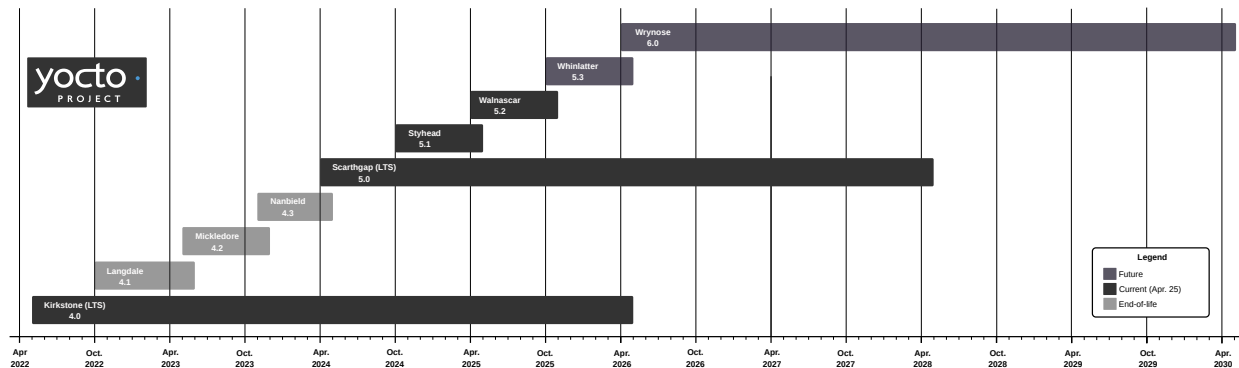 Wrynose
6.0
yocto
PROJECT
Whinlatter
5.3
Walnascar
5.2
Styhead
5.1
Scarthgap (LTS)
5.0
Nanbield
4.3
Mickledore
4.2
Langdale
4.1
Kirkstone (LTS)
4.0
Legend
Future
Current (Apr. 25)
End-of-life
Apr Oct. Apr. Oct. Apr. Oct. Apr. Oct. Apr. Oct. Apr. Oct. Apr. Oct. Apr. Oct. Apr.
2022 2022 2023 2023 2024 2024 2025 2025 2026 2026 2027 2027 2028 2028 2029 2029 2030